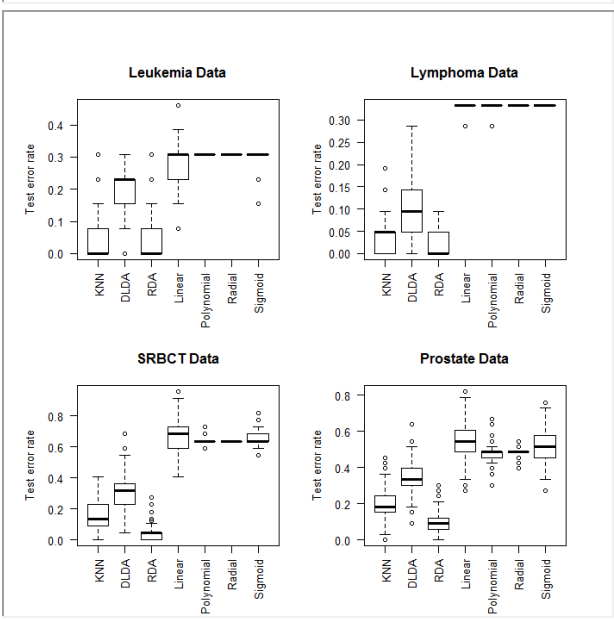 Leukemia Data
Test error rate
0.4
0.3
0.2
0.1
0.0
KNN
DLDA
RDA
Linear
Polynomial
Radial
Sigmoid
Lymphoma Data
Test error rate
0.30
0.25
0.20
0.15
0.10
0.05
0.00
KNN
DLDA
RDA
Linear
Polynomial
Radial
Sigmoid
SRBCT Data
Test error rate
0.8
0.6
0.4
0.2
0.0
KNN
DLDA
RDA
Linear
Polynomial
Radial
Sigmoid
Prostate Data
Test error rate
0.8
0.6
0.4
0.2
0.0
KNN
DLDA
RDA
Linear
Polynomial
Radial
Sigmoid